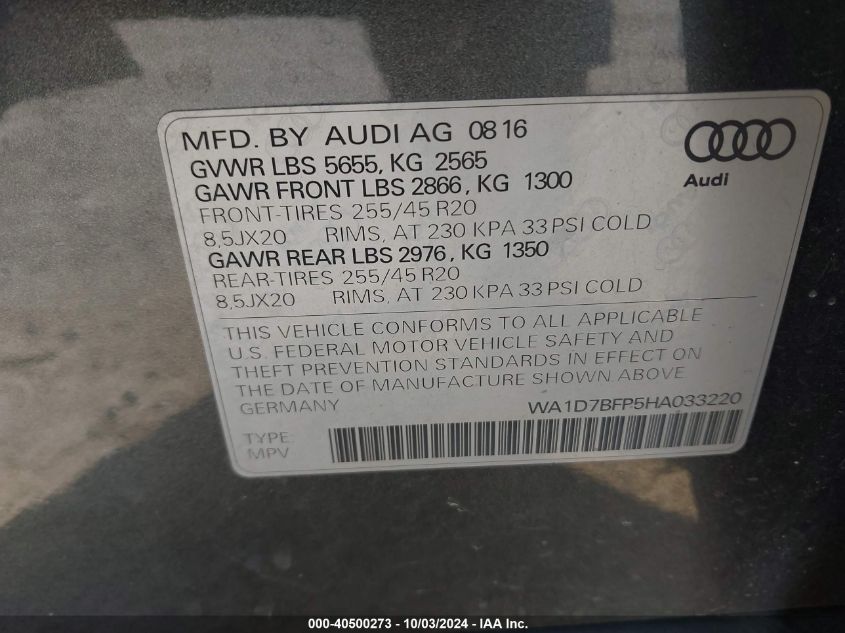 MFD. BY AUDI AG 08 16
GVWR LBS 5655, KG 2565
GAWR FRONT LBS 2866, KG 1300
FRONT-TIRES 255/45 R20
8,5JX20 RIMS, AT 230 KPA 33 PSI COLD
GAWR REAR LBS 2976, KG 1350
REAR-TIRES 255/45 R20
8,5JX20 RIMS, AT 230 KPA 33 PSI COLD
Audi
THIS VEHICLE CONFORMS TO ALL APPLICABLE
U.S. FEDERAL MOTOR VEHICLE SAFETY AND
THEFT PREVENTION STANDARDS IN EFFECT ON
THE DATE OF MANUFACTURE SHOWN ABOVE.
GERMANY WA1D7BFP5HA033220
TYPE:
MPV
000-40500273 - 10/03/2024 - IAA Inc.